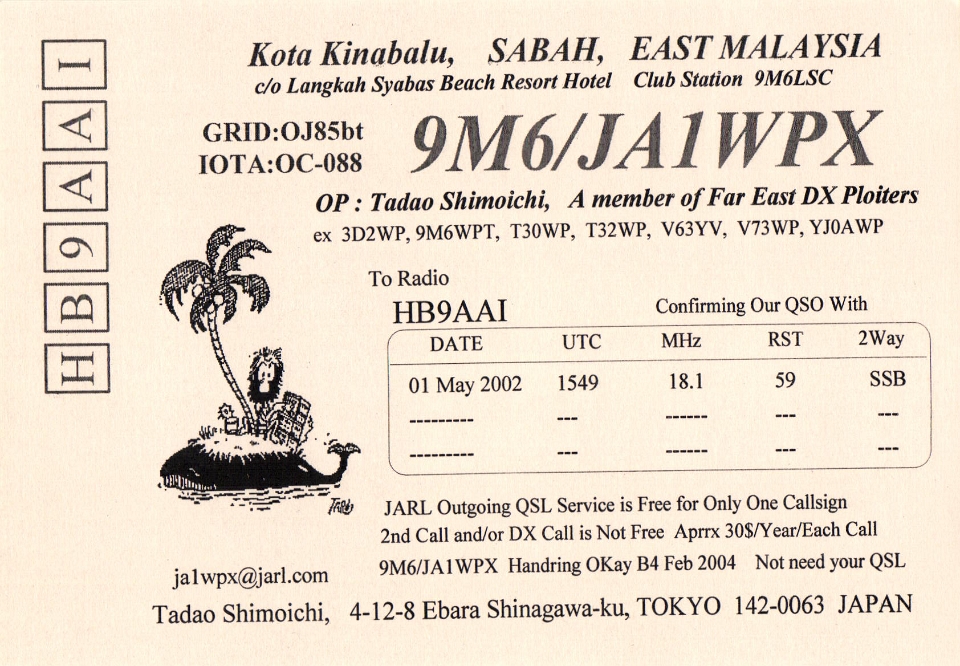 HB9AAI
Kota Kinabalu, SABAH, EAST MALAYSIA
c/o Langkah Syabas Beach Resort Hotel Club Station 9M6LSC
GRID:OJ85bt
IOTA:OC-088
9M6/JA1WPX
OP : Tadao Shimoichi, A member of Far East DX Ploiters
ex 3D2WP, 9M6WPT, T30WP, T32WP, V63YV, V73WP, YJ0AWP
To Radio
HB9AAI Confirming Our QSO With
DATE UTC MHz RST 2Way
01 May 2002 1549 18.1 59 SSB
--------- --- ------ --- ---
--------- --- ------ --- ---
JARL Outgoing QSL Service is Free for Only One Callsign
2nd Call and/or DX Call is Not Free Aprrx 30$/Year/Each Call
9M6/JA1WPX Handring OKay B4 Feb 2004 Not need your QSL
ja1wpx@jarl.com
Tadao Shimoichi, 4-12-8 Ebara Shinagawa-ku, TOKYO 142-0063 JAPAN